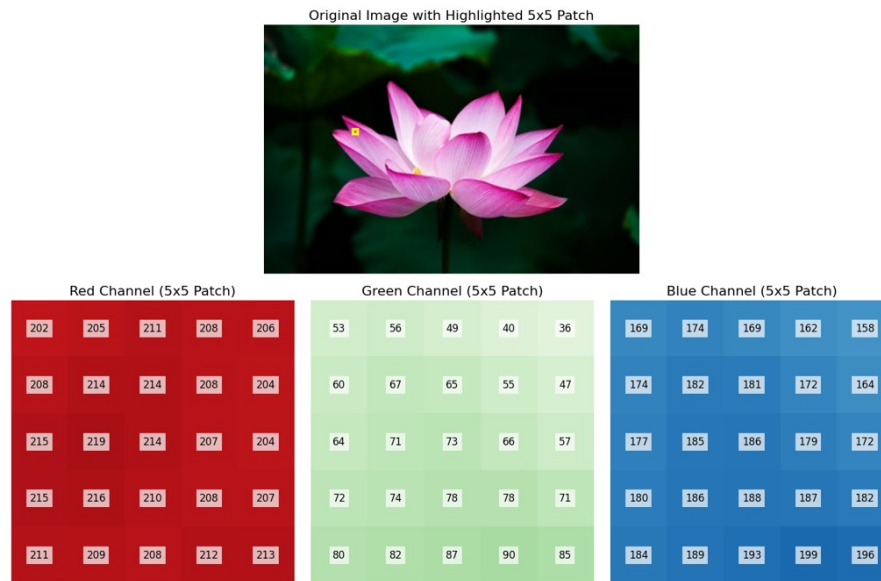 Original Image with Highlighted 5x5 Patch
Red Channel (5x5 Patch) Green Channel (5x5 Patch) Blue Channel (5x5 Patch)
202 205 211 208 206 53 56 49 40 36 169 174 169 162 158
208 214 214 208 204 60 67 65 55 47 174 182 181 172 164
215 219 214 207 204 64 71 73 66 57 177 185 186 179 172
215 216 210 208 207 72 74 78 78 71 180 186 188 187 182
211 209 208 212 213 80 82 87 90 85 184 189 193 199 196